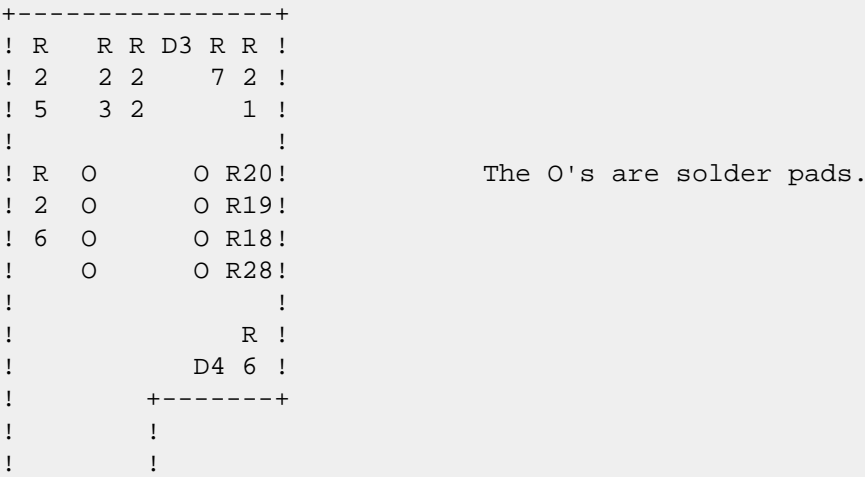 +----------------+
! R   R R D3 R R !
! 2   2 2    7 2 !
! 5   3 2      1 !
!                !
! R  O      O R20!            The O's are solder pads.
! 2  O      O R19!
! 6  O      O R18!
!    O      O R28!
!                !
!              R !
!           D4 6 !
!        +-------+
!        !
!        !